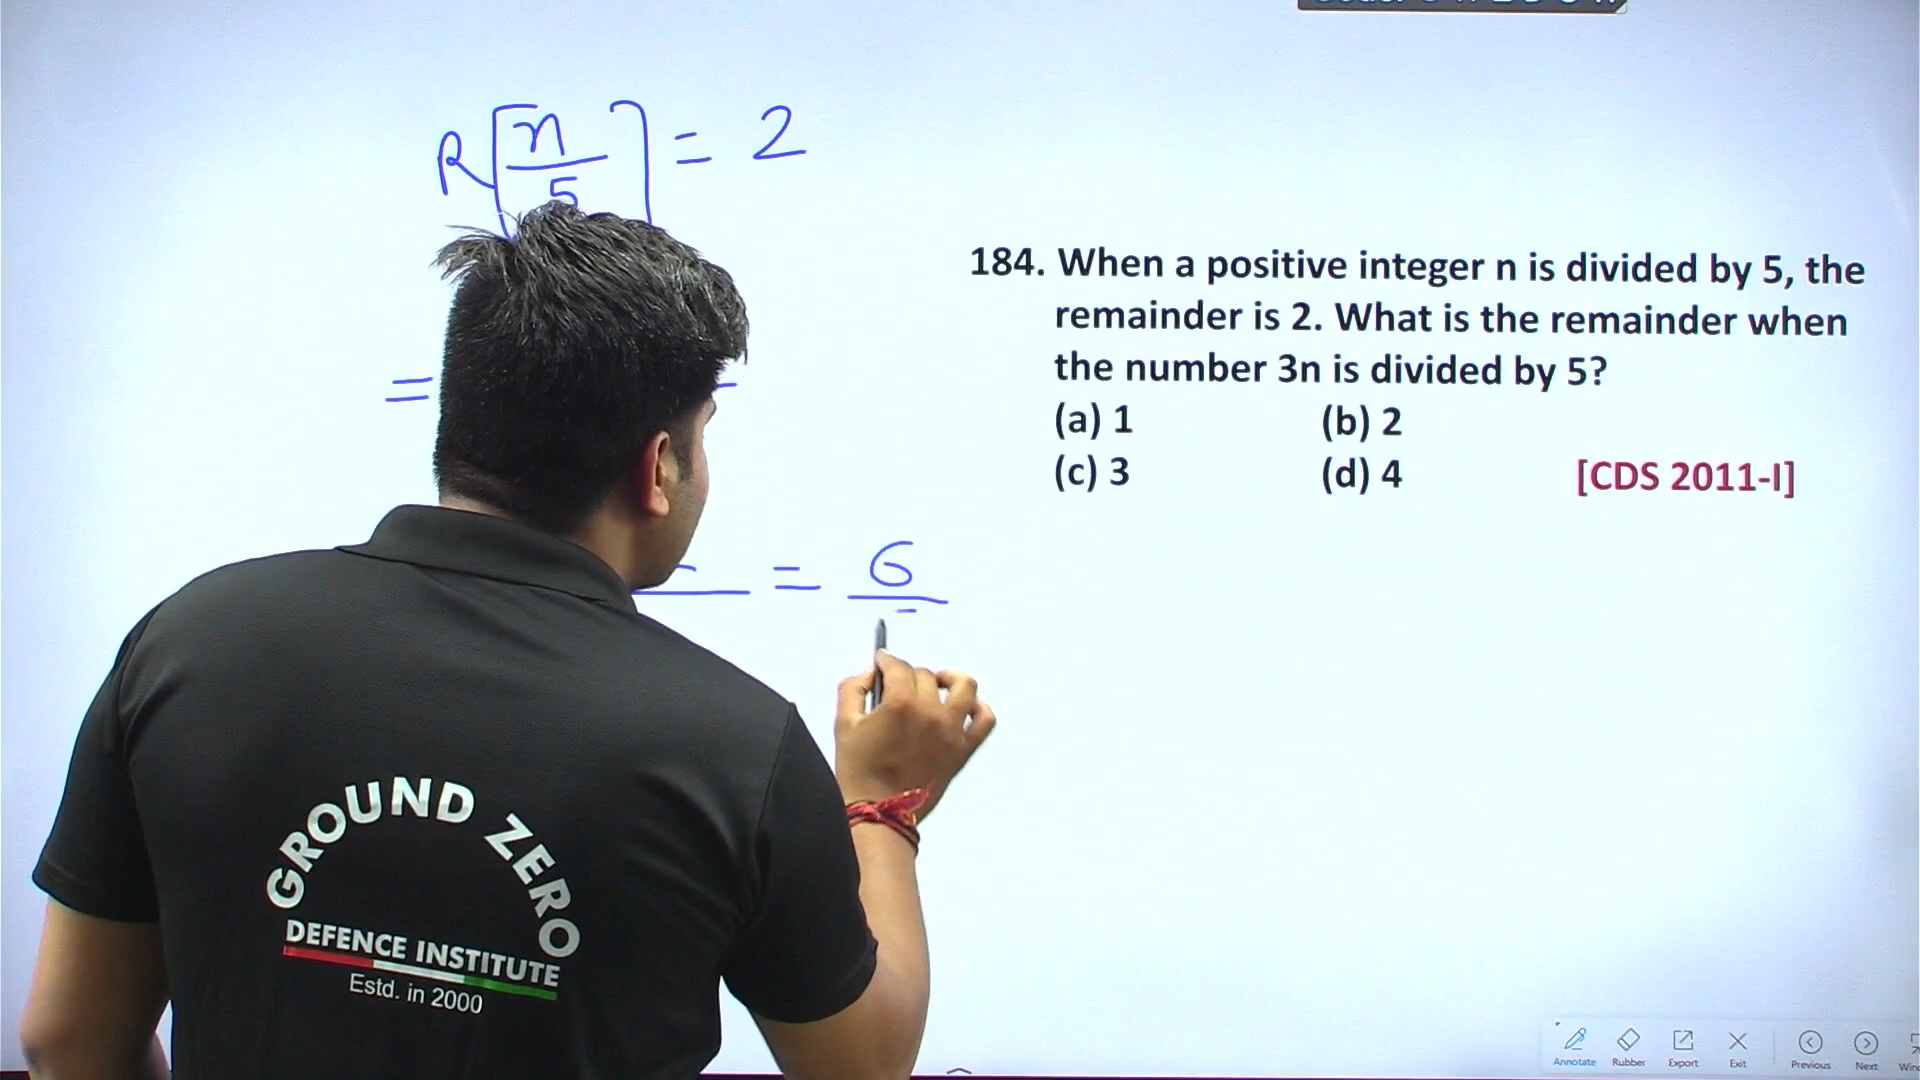 R[n/5] = 2
184. When a positive integer n is divided by 5, the
remainder is 2. What is the remainder when
the number 3n is divided by 5?
(a) 1 (b) 2
(c) 3 (d) 4 [CDS 2011-I]
=
= 6
GROUND ZERO
DEFENCE INSTITUTE
Estd. in 2000
Annotate Rubber Export Exit Previous Next